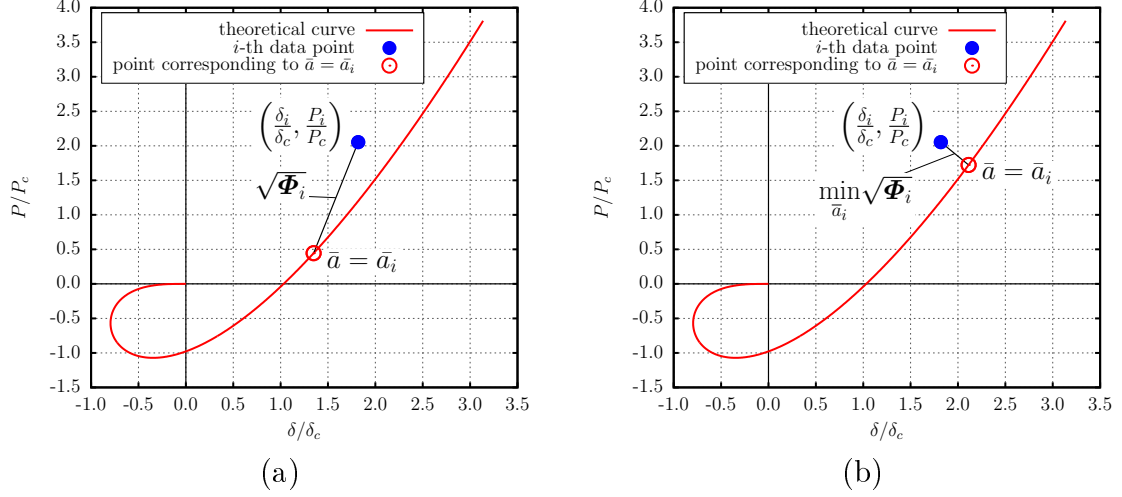 4.0
3.5
3.0
2.5
2.0
1.5
1.0
0.5
0.0
-0.5
-1.0
-1.5
-1.0
-0.5
0.0
0.5
1.0
1.5
2.0
2.5
3.0
3.5
P/P_c
δ/δ_c
theoretical curve
i-th data point
point corresponding to ā = ā_i
(δ_i/δ_c, P_i/P_c)
√Φ_i
ā = ā_i
(a)
4.0
3.5
3.0
2.5
2.0
1.5
1.0
0.5
0.0
-0.5
-1.0
-1.5
-1.0
-0.5
0.0
0.5
1.0
1.5
2.0
2.5
3.0
3.5
P/P_c
δ/δ_c
theoretical curve
i-th data point
point corresponding to ā = ā_i
(δ_i/δ_c, P_i/P_c)
min √Φ_i
ā_i
ā = ā_i
(b)